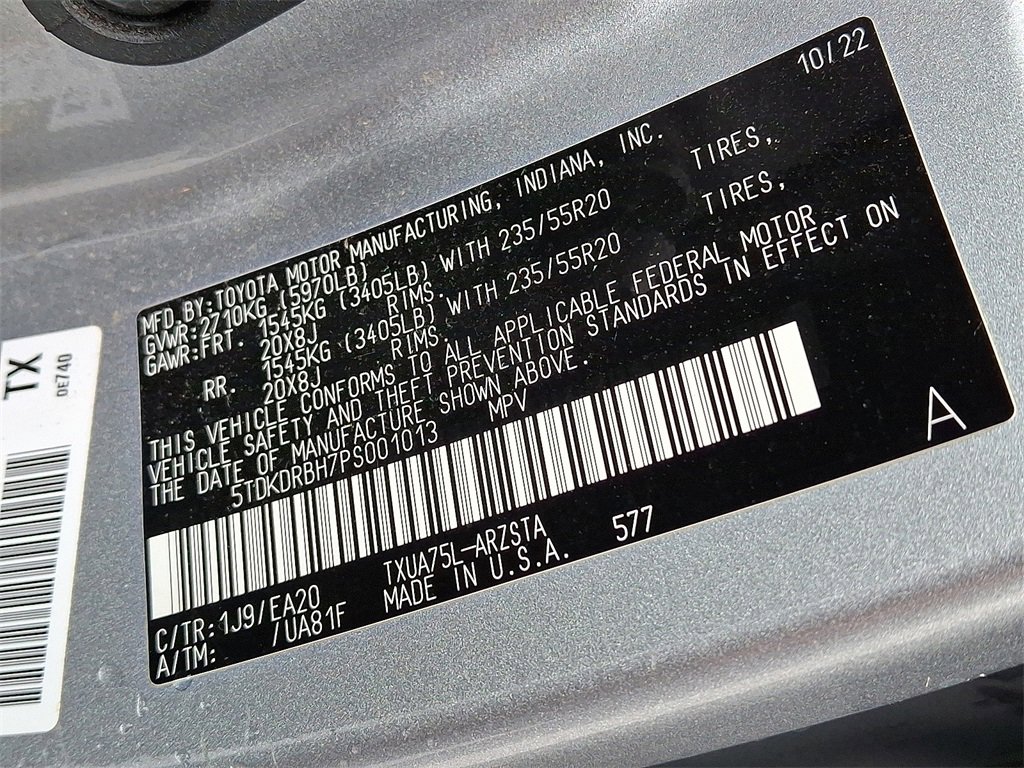 10/22
MFD. BY: TOYOTA MOTOR MANUFACTURING, INDIANA, INC.
GVWR: 2710KG (5970LB)
GAWR: FRT. 1545KG (3405LB) WITH 235/55R20 TIRES,
20X8J RIMS.
RR. 1545KG (3405LB) WITH 235/55R20 TIRES,
20X8J RIMS.
THIS VEHICLE CONFORMS TO ALL APPLICABLE FEDERAL MOTOR
VEHICLE SAFETY AND THEFT PREVENTION STANDARDS IN EFFECT ON
THE DATE OF MANUFACTURE SHOWN ABOVE.
5TDKDRBH7PS001013 MPV
A
C/TR: 1J9/EA20 TXUA75L-ARZSTA 577
A/TM: /UA81F MADE IN U.S.A.
TX
DE740